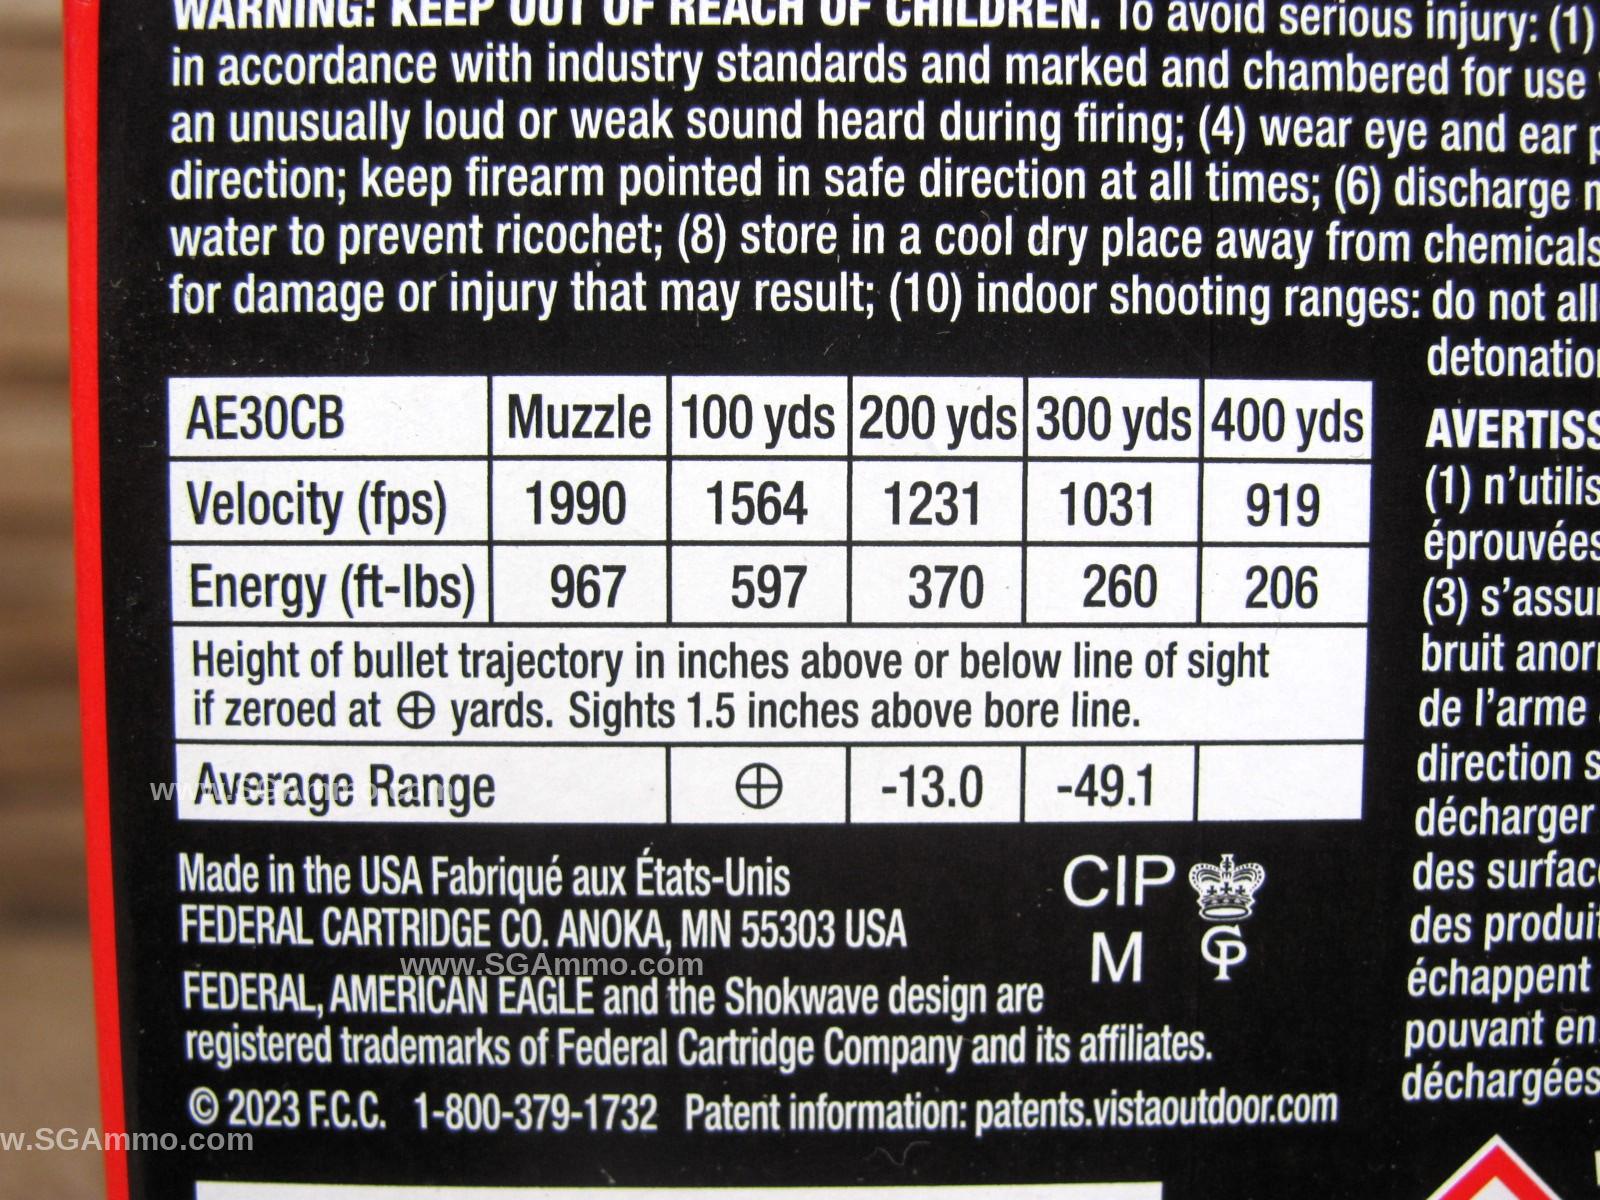 WARNING: KEEP OUT OF REACH OF CHILDREN. To avoid serious injury: (1)
in accordance with industry standards and marked and chambered for use
an unusually loud or weak sound heard during firing; (4) wear eye and ear
direction; keep firearm pointed in safe direction at all times; (6) discharge
water to prevent ricochet; (8) store in a cool dry place away from chemicals
for damage or injury that may result; (10) indoor shooting ranges: do not all
detonation
AE30CB Muzzle 100 yds 200 yds 300 yds 400 yds
Velocity (fps) 1990 1564 1231 1031 919
Energy (ft-lbs) 967 597 370 260 206
Height of bullet trajectory in inches above or below line of sight
if zeroed at ⊕ yards. Sights 1.5 inches above bore line.
Average Range ⊕ -13.0 -49.1
www.SGAmmo.com
Made in the USA Fabriqué aux États-Unis
FEDERAL CARTRIDGE CO. ANOKA, MN 55303 USA
www.SGAmmo.com
FEDERAL, AMERICAN EAGLE and the Shokwave design are
registered trademarks of Federal Cartridge Company and its affiliates.
© 2023 F.C.C. 1-800-379-1732 Patent information: patents.vistaoutdoor.com
w.SGAmmo.com
CIP
M GP
AVERTISS
(1) n’utilis
éprouvées
(3) s’assu
bruit anor
de l’arme
direction s
décharger
des surfac
des produit
échappent
pouvant en
déchargées